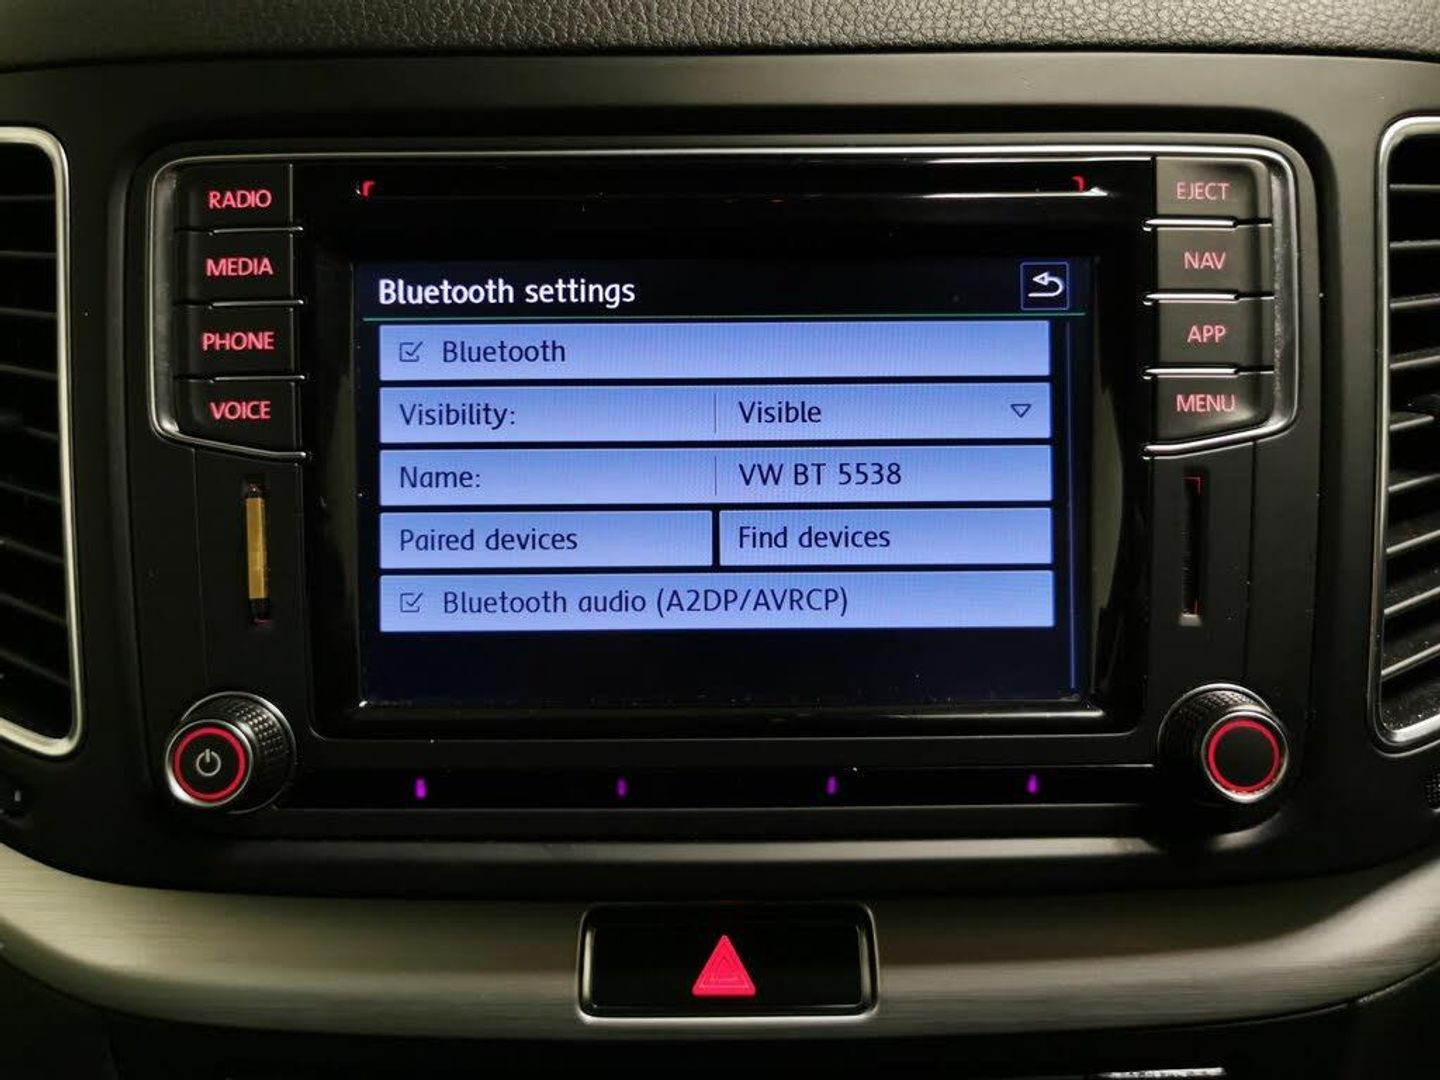 RADIO
MEDIA
PHONE
VOICE
Bluetooth settings
Bluetooth
Visibility: Visible
Name: VW BT 5538
Paired devices Find devices
Bluetooth audio (A2DP/AVRCP)
EJECT
NAV
APP
MENU